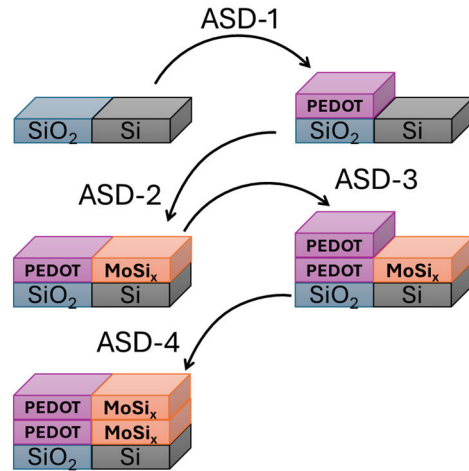 ASD-1
SiO₂ Si
PEDOT
SiO₂ Si
ASD-2
ASD-3
PEDOT MoSiₓ
SiO₂ Si
PEDOT
PEDOT MoSiₓ
SiO₂ Si
ASD-4
PEDOT MoSiₓ
PEDOT MoSiₓ
SiO₂ Si